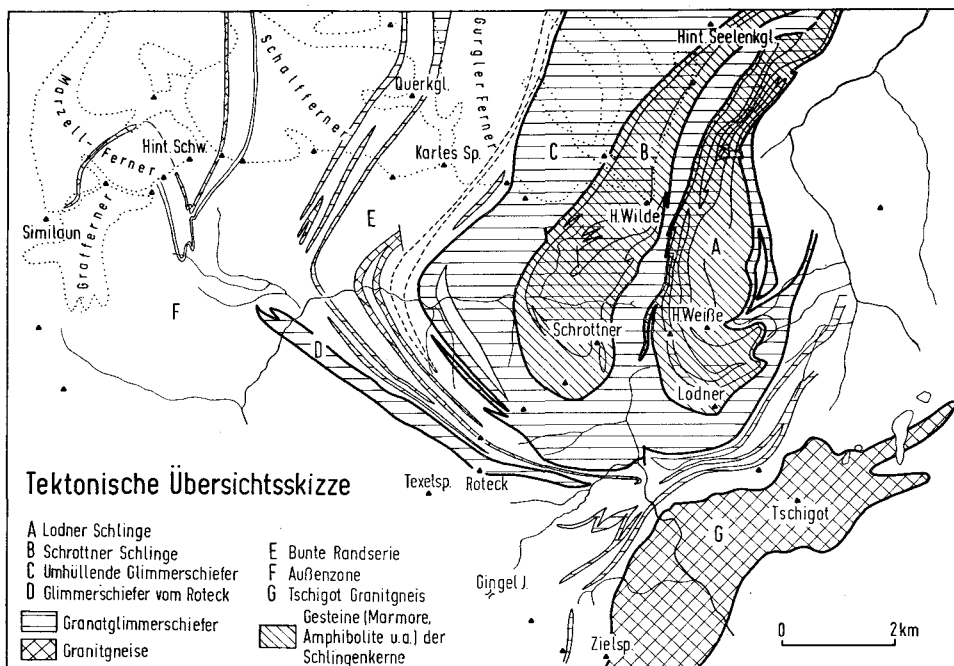 Hint. Seelenkgl.
Marzell-Ferner
Schalfferner
Gurgler Ferner
Querkgl.
Hint. Schw.
Karles Sp.
C
B
Similaun
Grafferner
E
H.Wilde
A
F
Schrottner
H.Weiße
D
Lodner
Texelsp.
Roteck
Tschigot
G
Gingel J.
Zielsp.
Tektonische Übersichtsskizze
A Lodner Schlinge
B Schrottner Schlinge
C Umhüllende Glimmerschiefer
D Glimmerschiefer vom Roteck
Granatglimmerschiefer
Granitgneise
E Bunte Randserie
F Außenzone
G Tschigot Granitgneis
Gesteine (Marmore,
Amphibolite u.a.) der
Schlingenkerne
0 2km